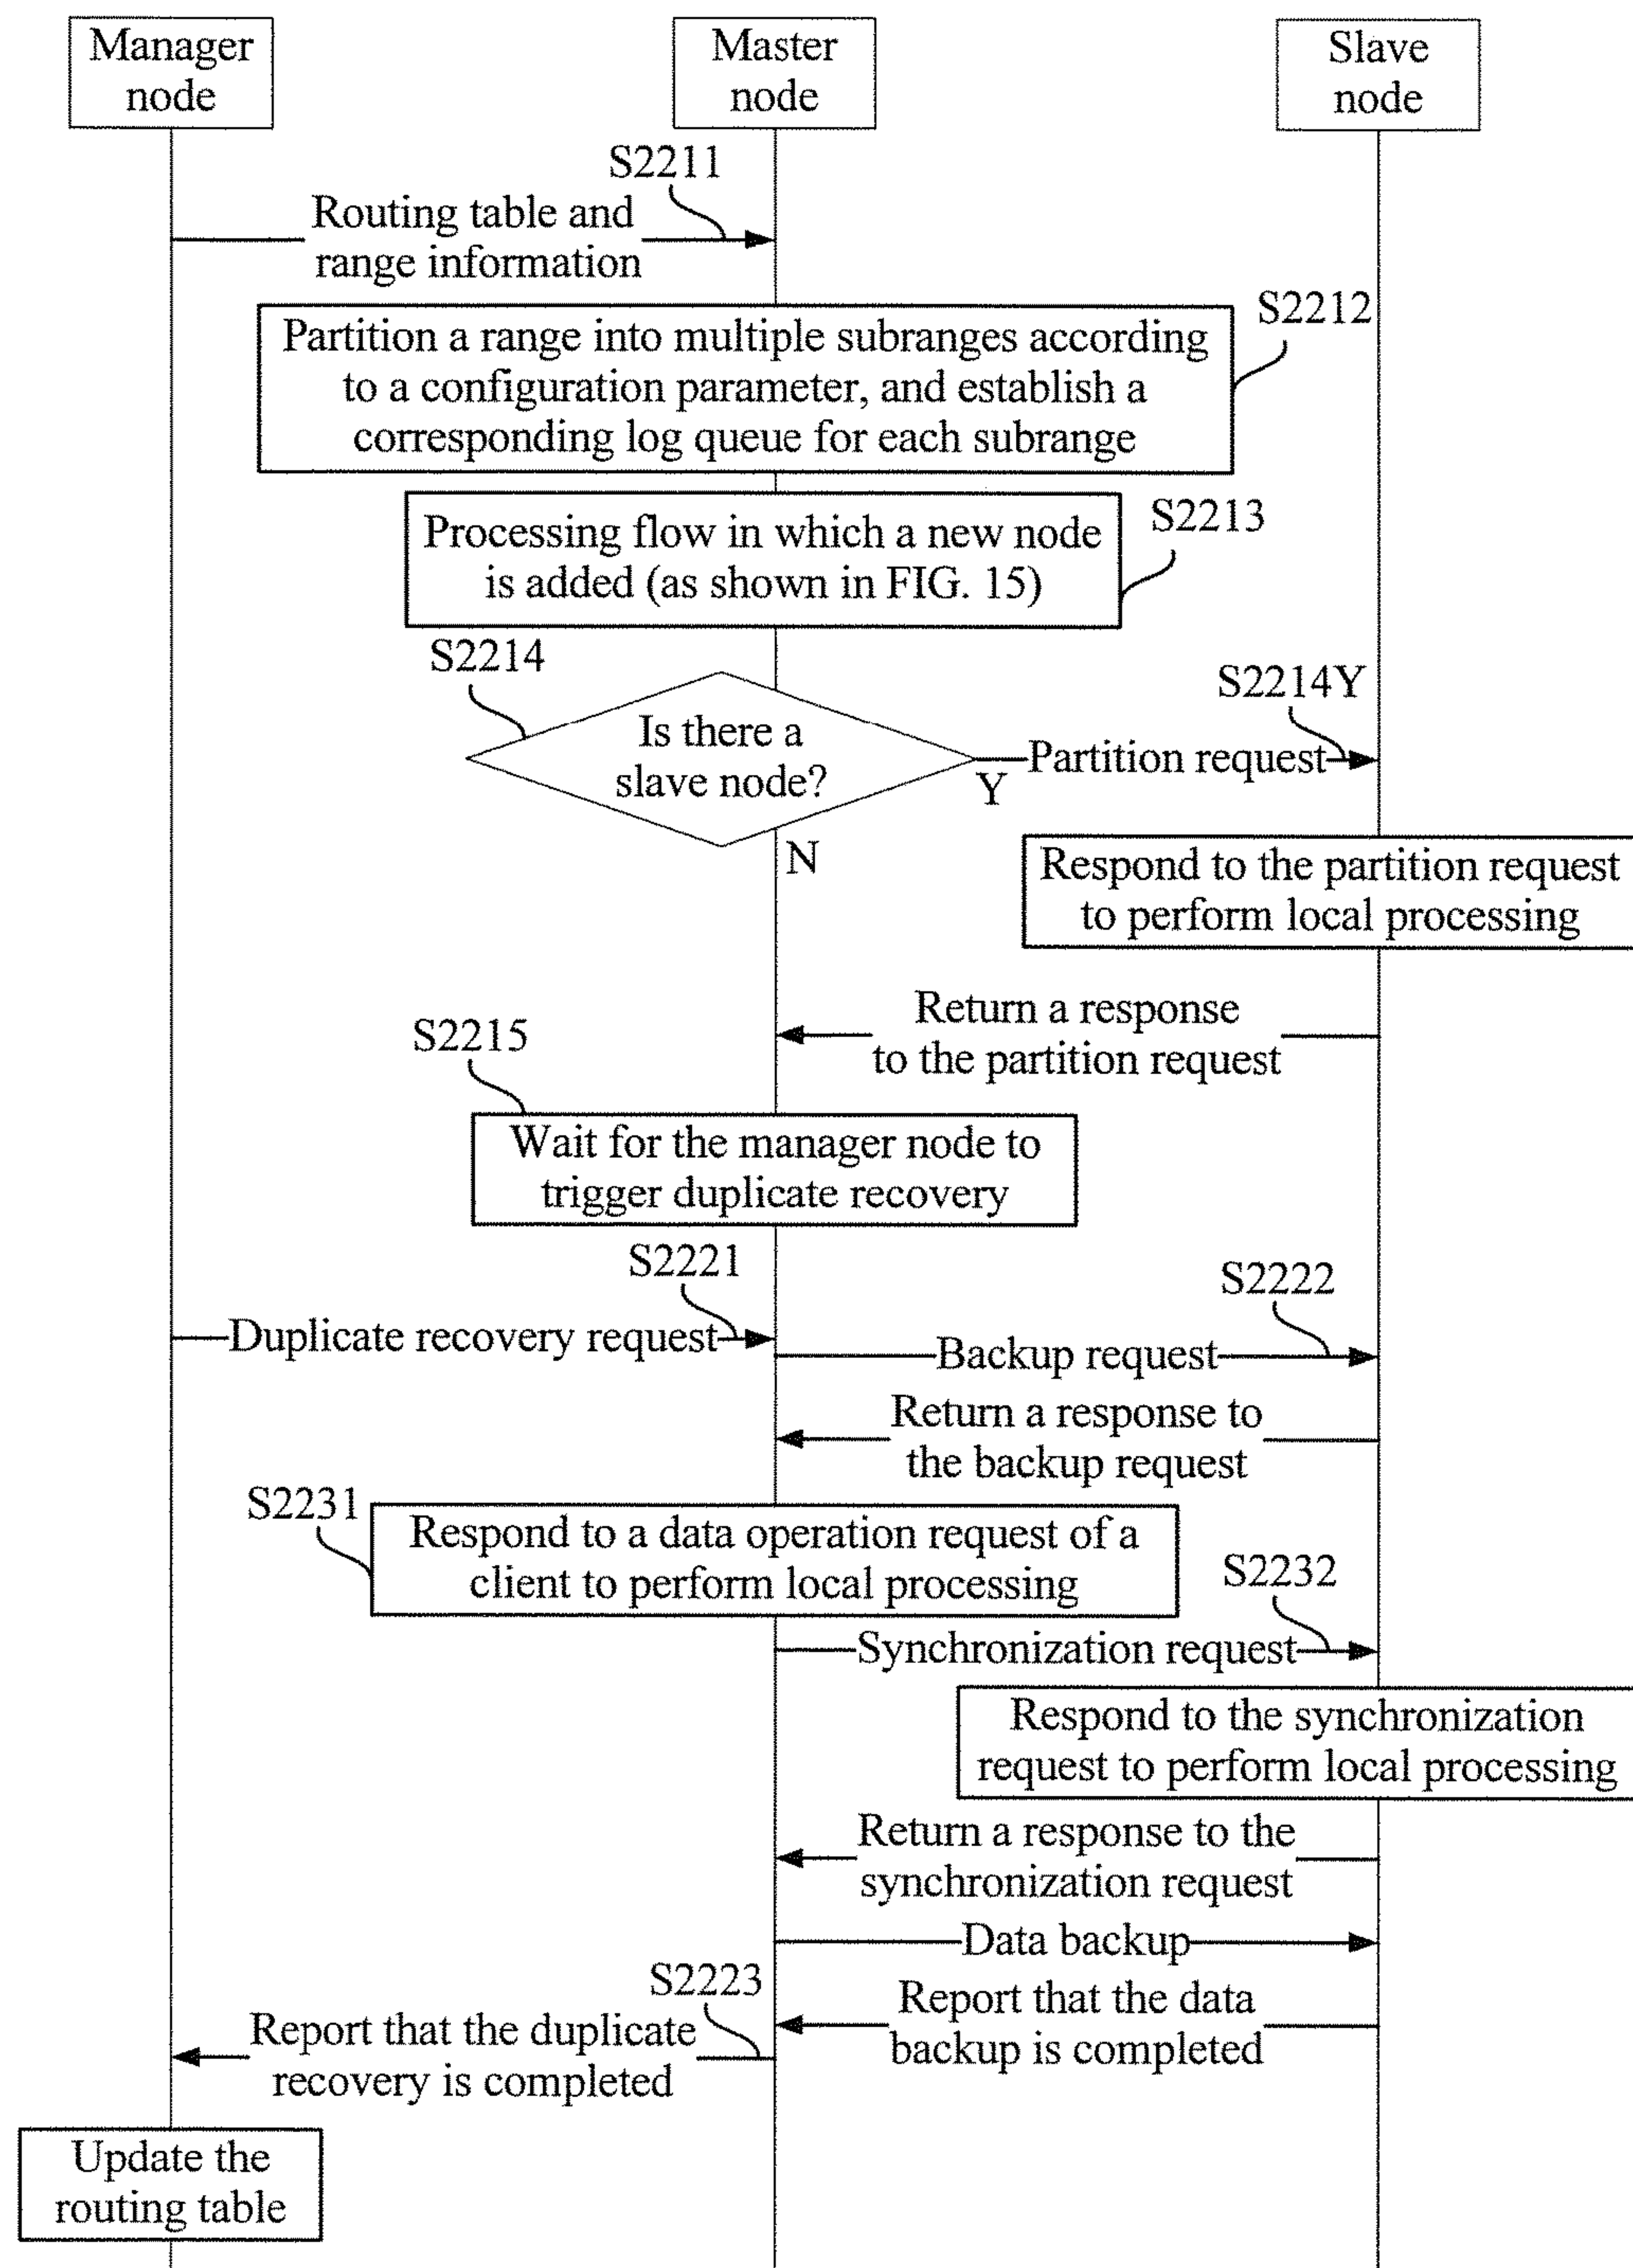 Manager
node
Master
node
Slave
node
S2211
Routing table and
range information
S2212
Partition a range into multiple subranges according
to a configuration parameter, and establish a
corresponding log queue for each subrange
S2213
Processing flow in which a new node
is added (as shown in FIG. 15)
S2214
S2214Y
Is there a
slave node?
Partition request
Y
N
Respond to the partition request
to perform local processing
Return a response
to the partition request
S2215
Wait for the manager node to
trigger duplicate recovery
S2221
S2222
Duplicate recovery request
Backup request
Return a response to
the backup request
S2231
Respond to a data operation request of a
client to perform local processing
S2232
Synchronization request
Respond to the synchronization
request to perform local processing
Return a response to the
synchronization request
Data backup
S2223
Report that the data
backup is completed
Report that the duplicate
recovery is completed
Update the
routing table